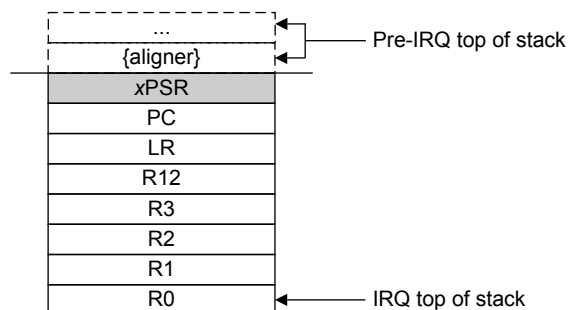 ...
Pre-IRQ top of stack
{aligner}
xPSR
PC
LR
R12
R3
R2
R1
R0
IRQ top of stack